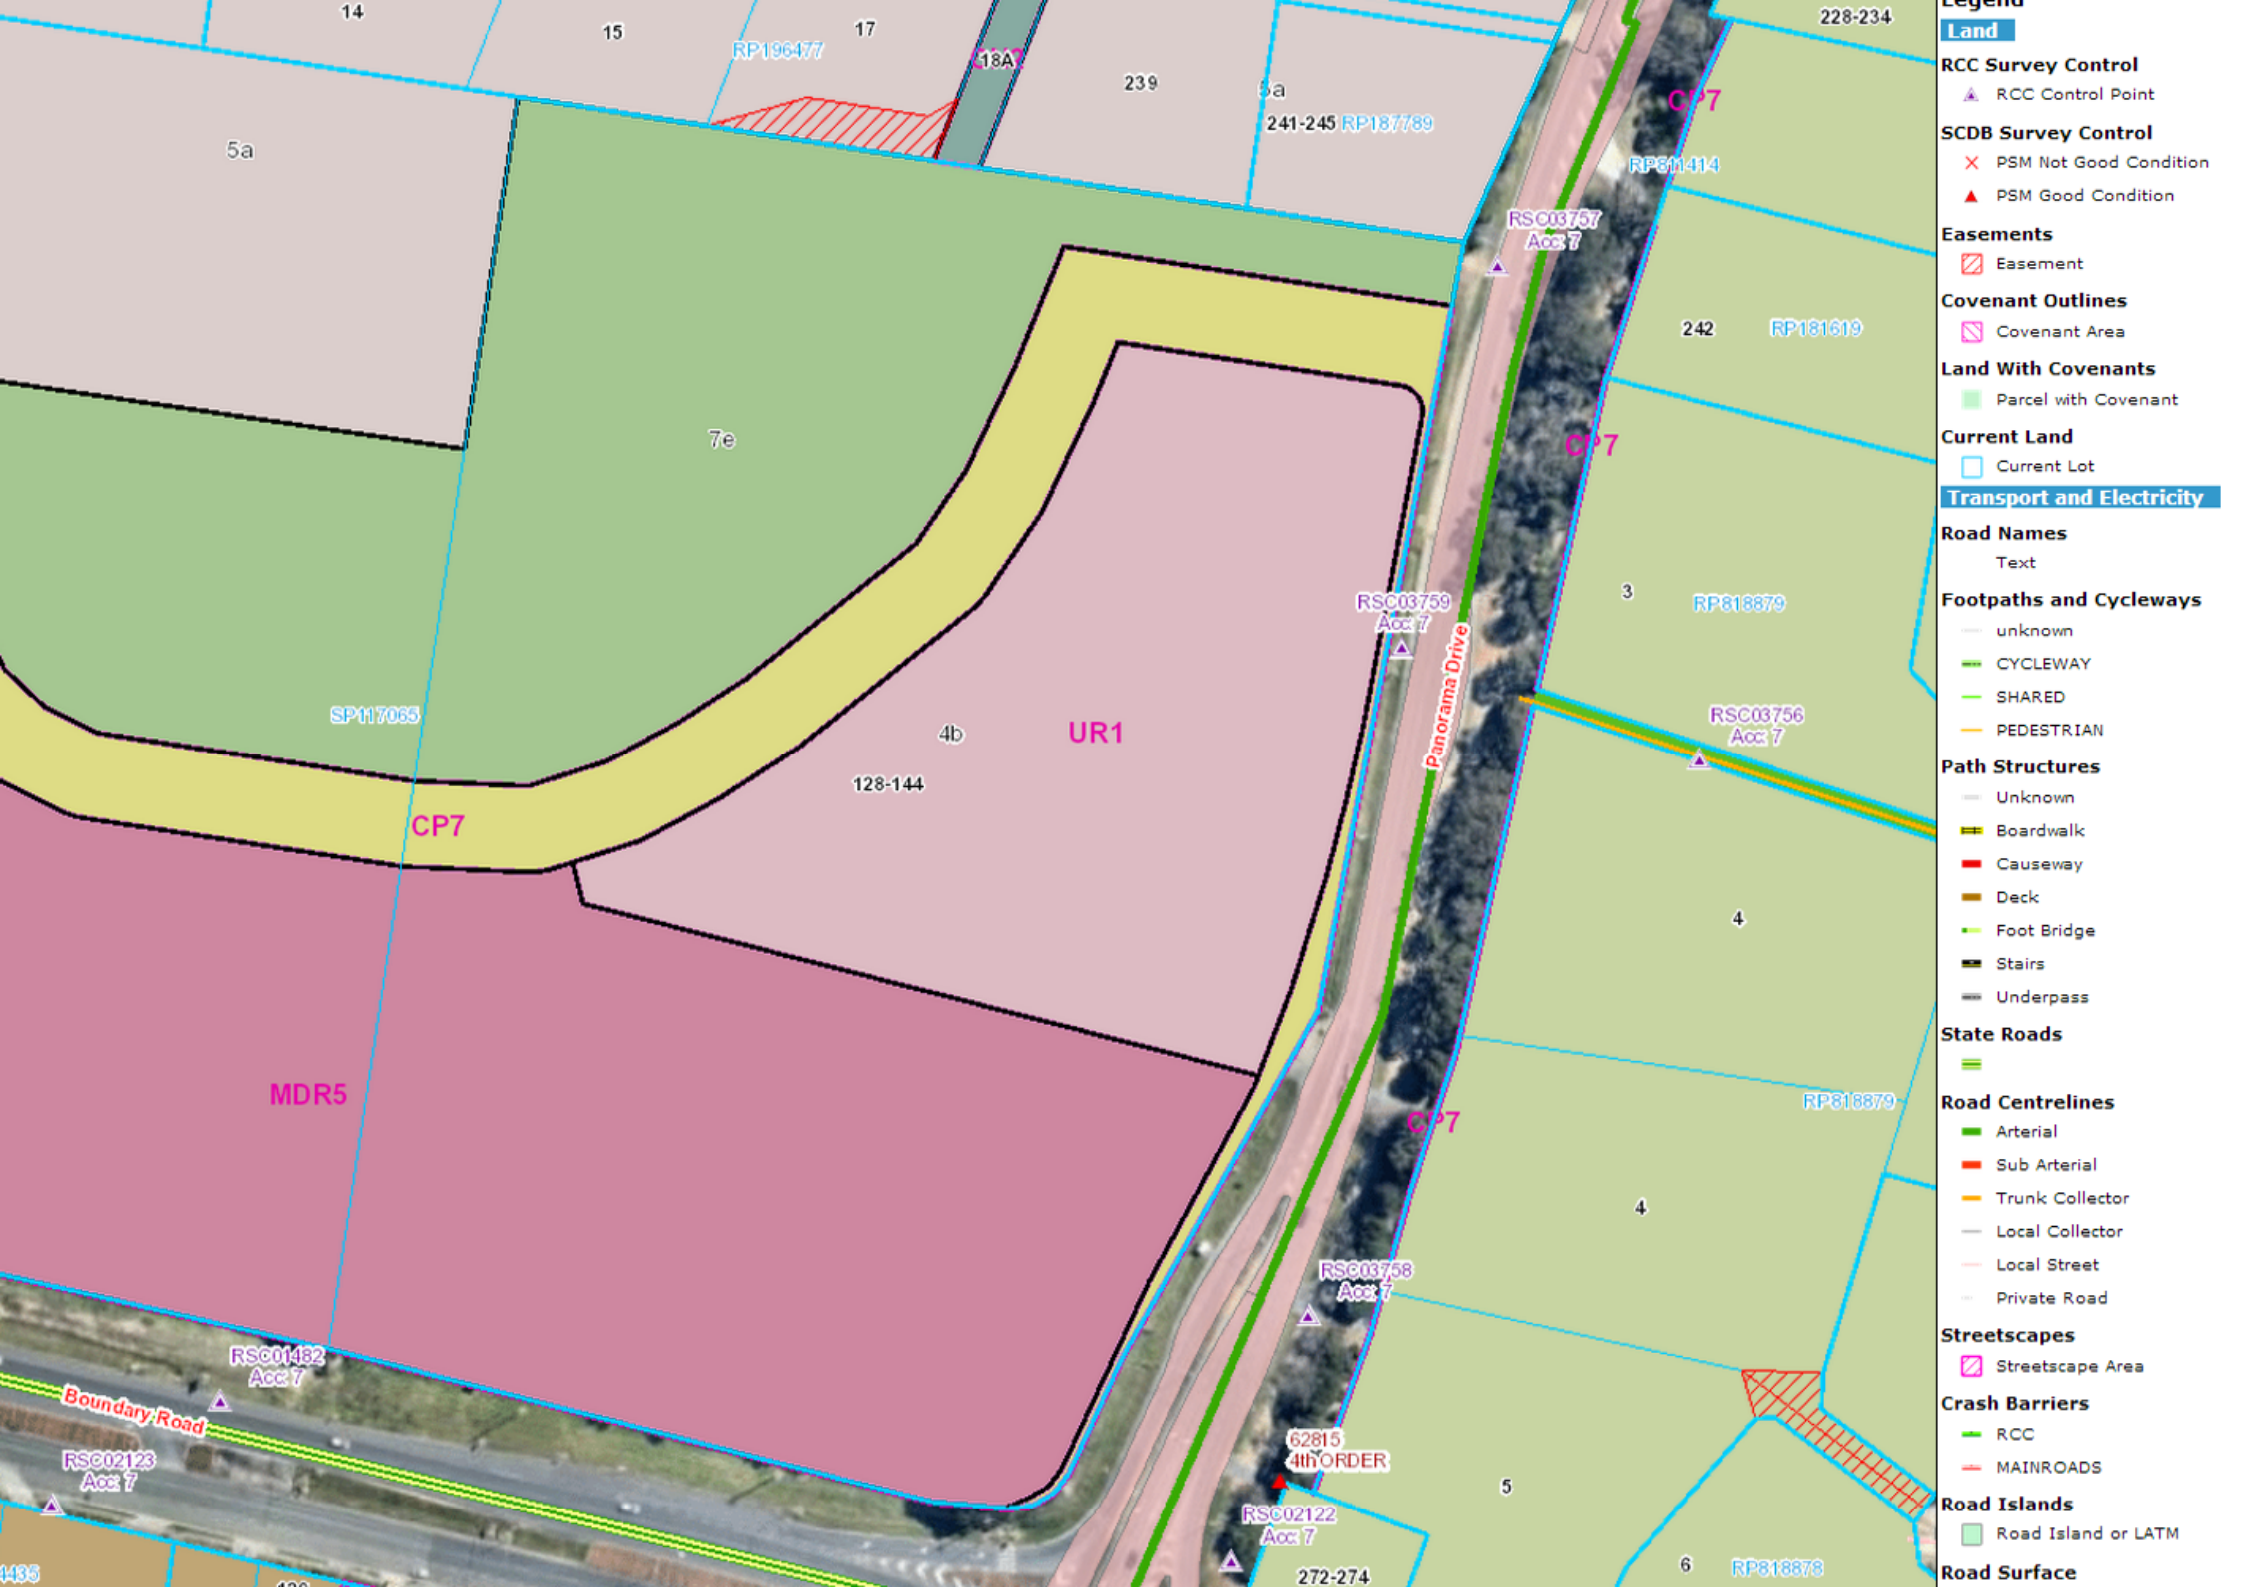 14
15
17
RP196477
18A
239
5a
241-245 RP187789
228-234
CP7
RP811414
5a
RSC03757
Acc: 7
242
RP181619
7e
CP7
RSC03759
Acc: 7
3
RP818879
Panorama Drive
RSC03756
Acc: 7
SP117065
4b
UR1
128-144
CP7
4
MDR5
RP818879
CP7
4
RSC03758
Acc: 7
RSC01482
Acc: 7
Boundary Road
RSC02123
Acc: 7
62815
4th ORDER
5
RSC02122
Acc: 7
272-274
6
RP818878
4435
Legend
Land
RCC Survey Control
RCC Control Point
SCDB Survey Control
PSM Not Good Condition
PSM Good Condition
Easements
Easement
Covenant Outlines
Covenant Area
Land With Covenants
Parcel with Covenant
Current Land
Current Lot
Transport and Electricity
Road Names
Text
Footpaths and Cycleways
unknown
CYCLEWAY
SHARED
PEDESTRIAN
Path Structures
Unknown
Boardwalk
Causeway
Deck
Foot Bridge
Stairs
Underpass
State Roads
Road Centrelines
Arterial
Sub Arterial
Trunk Collector
Local Collector
Local Street
Private Road
Streetscapes
Streetscape Area
Crash Barriers
RCC
MAINROADS
Road Islands
Road Island or LATM
Road Surface